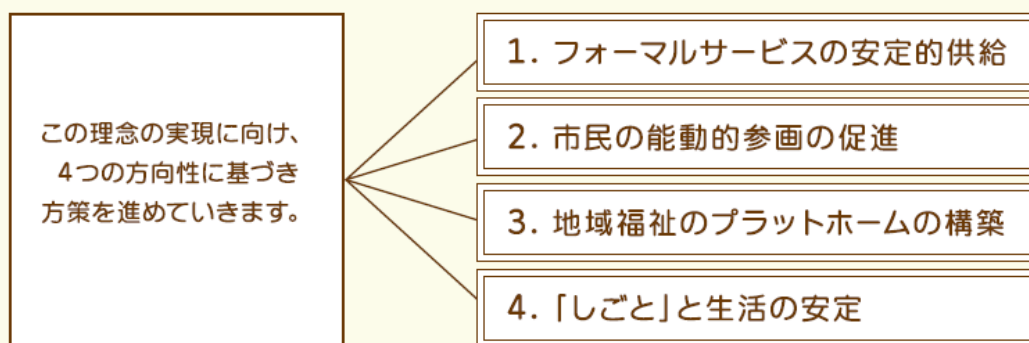 この理念の実現に向け、
4つの方向性に基づき
方策を進めていきます。
1. フォーマルサービスの安定的供給
2. 市民の能動的参画の促進
3. 地域福祉のプラットホームの構築
4. 「しごと」と生活の安定